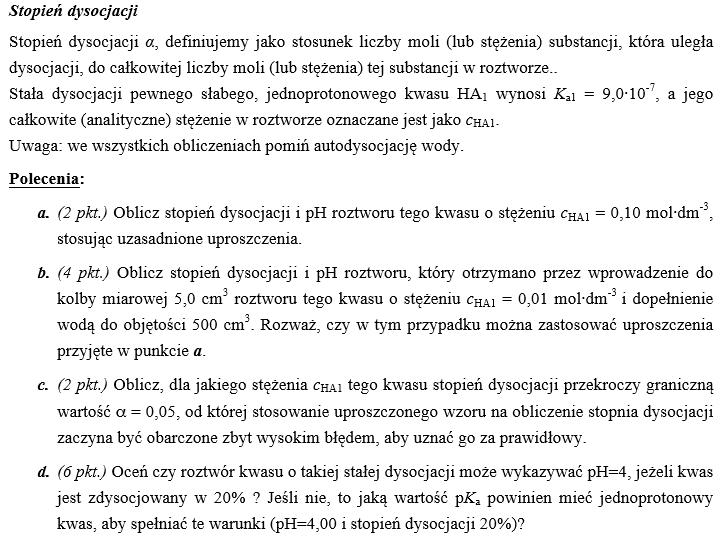 Stopień dysocjacji
Stopień dysocjacji α, definiujemy jako stosunek liczby moli (lub stężenia) substancji, która uległa
dysocjacji, do całkowitej liczby moli (lub stężenia) tej substancji w roztworze..
Stała dysocjacji pewnego słabego, jednoprotonowego kwasu HA₁ wynosi Kₐ₁ = 9,0·10⁻⁷, a jego
całkowite (analityczne) stężenie w roztworze oznaczane jest jako c_HA1.
Uwaga: we wszystkich obliczeniach pomiń autodysocjację wody.
Polecenia:
a. (2 pkt.) Oblicz stopień dysocjacji i pH roztworu tego kwasu o stężeniu c_HA1 = 0,10 mol·dm⁻³,
stosując uzasadnione uproszczenia.
b. (4 pkt.) Oblicz stopień dysocjacji i pH roztworu, który otrzymano przez wprowadzenie do
kolby miarowej 5,0 cm³ roztworu tego kwasu o stężeniu c_HA1 = 0,01 mol·dm⁻³ i dopełnienie
wodą do objętości 500 cm³. Rozważ, czy w tym przypadku można zastosować uproszczenia
przyjęte w punkcie a.
c. (2 pkt.) Oblicz, dla jakiego stężenia c_HA1 tego kwasu stopień dysocjacji przekroczy graniczną
wartość α = 0,05, od której stosowanie uproszczonego wzoru na obliczenie stopnia dysocjacji
zaczyna być obarczone zbyt wysokim błędem, aby uznać go za prawidłowy.
d. (6 pkt.) Oceń czy roztwór kwasu o takiej stałej dysocjacji może wykazywać pH=4, jeżeli kwas
jest zdysocjowany w 20% ? Jeśli nie, to jaką wartość pKₐ powinien mieć jednoprotonowy
kwas, aby spełniać te warunki (pH=4,00 i stopień dysocjacji 20%)?